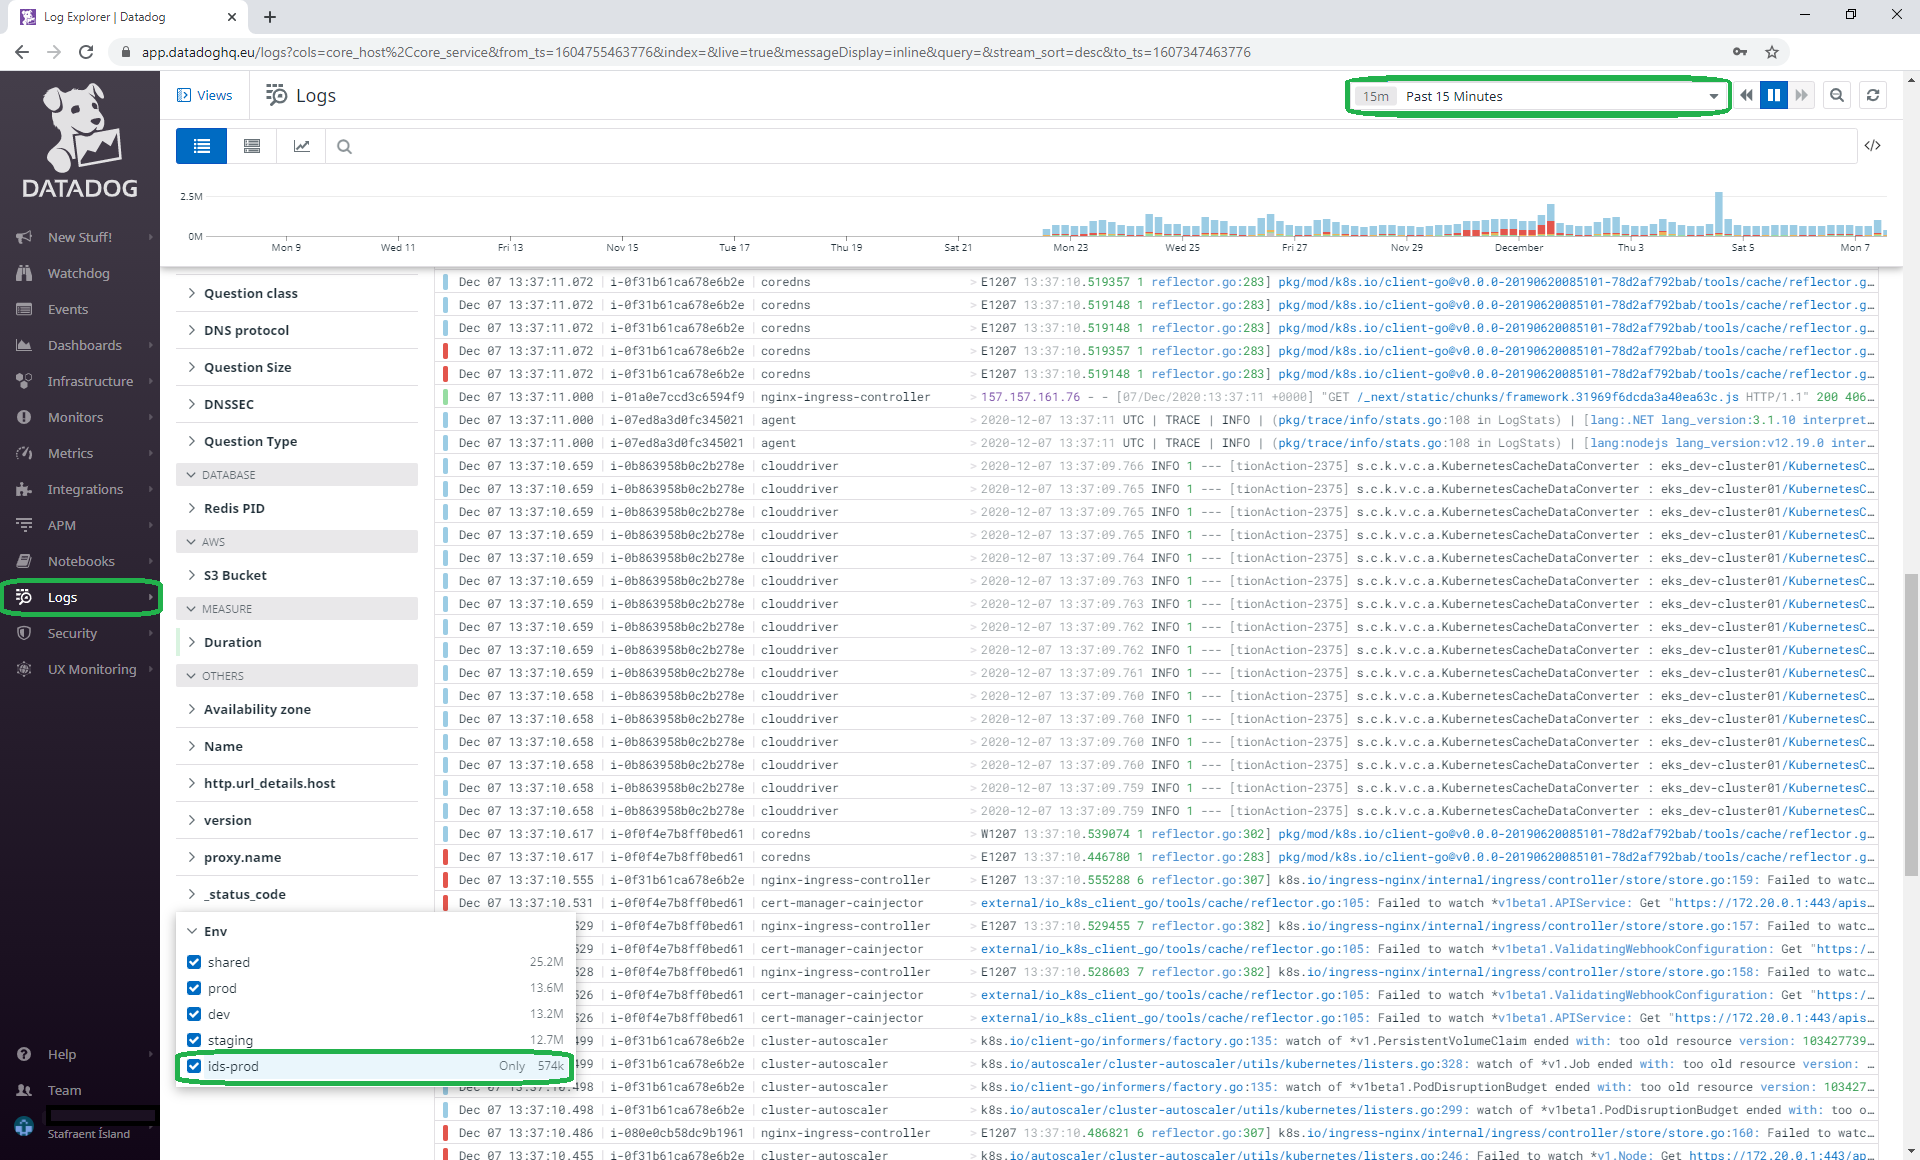 Log Explorer | Datadog
app.datadoghq.eu/logs?cols=core_host%2Ccore_service&from_ts=1604755463776&index=&live=true&messageDisplay=inline&query=&stream_sort=desc&to_ts=1607347463776
DATADOG
New Stuff!
Watchdog
Events
Dashboards
Infrastructure
Monitors
Metrics
Integrations
APM
Notebooks
Logs
Security
UX Monitoring
Help
Team
Stafraent Ísland
Views
Logs
15m Past 15 Minutes
</>
2.5M
0M
Mon 9 Wed 11 Fri 13 Nov 15 Tue 17 Thu 19 Sat 21 Mon 23 Wed 25 Fri 27 Nov 29 December Thu 3 Sat 5 Mon 7
Question class
DNS protocol
Question Size
DNSSEC
Question Type
DATABASE
Redis PID
AWS
S3 Bucket
MEASURE
Duration
OTHERS
Availability zone
Name
http.url_details.host
version
proxy.name
_status_code
Env
shared 25.2M
prod 13.6M
dev 13.2M
staging 12.7M
ids-prod Only 574k
Dec 07 13:37:11.072 i-0f31b61ca678e6b2e coredns > E1207 13:37:10.519357 1 reflector.go:283] pkg/mod/k8s.io/client-go@v0.0.0-20190620085101-78d2af792bab/tools/cache/reflector.g…
Dec 07 13:37:11.072 i-0f31b61ca678e6b2e coredns > E1207 13:37:10.519148 1 reflector.go:283] pkg/mod/k8s.io/client-go@v0.0.0-20190620085101-78d2af792bab/tools/cache/reflector.g…
Dec 07 13:37:11.072 i-0f31b61ca678e6b2e coredns > E1207 13:37:10.519148 1 reflector.go:283] pkg/mod/k8s.io/client-go@v0.0.0-20190620085101-78d2af792bab/tools/cache/reflector.g…
Dec 07 13:37:11.072 i-0f31b61ca678e6b2e coredns > E1207 13:37:10.519357 1 reflector.go:283] pkg/mod/k8s.io/client-go@v0.0.0-20190620085101-78d2af792bab/tools/cache/reflector.g…
Dec 07 13:37:11.072 i-0f31b61ca678e6b2e coredns > E1207 13:37:10.519148 1 reflector.go:283] pkg/mod/k8s.io/client-go@v0.0.0-20190620085101-78d2af792bab/tools/cache/reflector.g…
Dec 07 13:37:11.000 i-01a0e7ccd3c6594f9 nginx-ingress-controller > 157.157.161.76 - - [07/Dec/2020:13:37:11 +0000] "GET /_next/static/chunks/framework.31969f6dcda3a40ea63c.js HTTP/1.1" 200 406…
Dec 07 13:37:11.000 i-07ed8a3d0fc345021 agent > 2020-12-07 13:37:11 UTC | TRACE | INFO | (pkg/trace/info/stats.go:108 in LogStats) | [lang:.NET lang_version:3.1.10 interpret…
Dec 07 13:37:11.000 i-07ed8a3d0fc345021 agent > 2020-12-07 13:37:11 UTC | TRACE | INFO | (pkg/trace/info/stats.go:108 in LogStats) | [lang:nodejs lang_version:v12.19.0 inter…
Dec 07 13:37:10.659 i-0b863958b0c2b278e clouddriver > 2020-12-07 13:37:09.766 INFO 1 --- [tionAction-2375] s.c.k.v.c.a.KubernetesCacheDataConverter : eks_dev-cluster01/KubernetesC…
Dec 07 13:37:10.659 i-0b863958b0c2b278e clouddriver > 2020-12-07 13:37:09.765 INFO 1 --- [tionAction-2375] s.c.k.v.c.a.KubernetesCacheDataConverter : eks_dev-cluster01/KubernetesC…
Dec 07 13:37:10.659 i-0b863958b0c2b278e clouddriver > 2020-12-07 13:37:09.765 INFO 1 --- [tionAction-2375] s.c.k.v.c.a.KubernetesCacheDataConverter : eks_dev-cluster01/KubernetesC…
Dec 07 13:37:10.659 i-0b863958b0c2b278e clouddriver > 2020-12-07 13:37:09.765 INFO 1 --- [tionAction-2375] s.c.k.v.c.a.KubernetesCacheDataConverter : eks_dev-cluster01/KubernetesC…
Dec 07 13:37:10.659 i-0b863958b0c2b278e clouddriver > 2020-12-07 13:37:09.764 INFO 1 --- [tionAction-2375] s.c.k.v.c.a.KubernetesCacheDataConverter : eks_dev-cluster01/KubernetesC…
Dec 07 13:37:10.659 i-0b863958b0c2b278e clouddriver > 2020-12-07 13:37:09.763 INFO 1 --- [tionAction-2375] s.c.k.v.c.a.KubernetesCacheDataConverter : eks_dev-cluster01/KubernetesC…
Dec 07 13:37:10.659 i-0b863958b0c2b278e clouddriver > 2020-12-07 13:37:09.763 INFO 1 --- [tionAction-2375] s.c.k.v.c.a.KubernetesCacheDataConverter : eks_dev-cluster01/KubernetesC…
Dec 07 13:37:10.659 i-0b863958b0c2b278e clouddriver > 2020-12-07 13:37:09.762 INFO 1 --- [tionAction-2375] s.c.k.v.c.a.KubernetesCacheDataConverter : eks_dev-cluster01/KubernetesC…
Dec 07 13:37:10.659 i-0b863958b0c2b278e clouddriver > 2020-12-07 13:37:09.762 INFO 1 --- [tionAction-2375] s.c.k.v.c.a.KubernetesCacheDataConverter : eks_dev-cluster01/KubernetesC…
Dec 07 13:37:10.659 i-0b863958b0c2b278e clouddriver > 2020-12-07 13:37:09.761 INFO 1 --- [tionAction-2375] s.c.k.v.c.a.KubernetesCacheDataConverter : eks_dev-cluster01/KubernetesC…
Dec 07 13:37:10.658 i-0b863958b0c2b278e clouddriver > 2020-12-07 13:37:09.760 INFO 1 --- [tionAction-2375] s.c.k.v.c.a.KubernetesCacheDataConverter : eks_dev-cluster01/KubernetesC…
Dec 07 13:37:10.658 i-0b863958b0c2b278e clouddriver > 2020-12-07 13:37:09.760 INFO 1 --- [tionAction-2375] s.c.k.v.c.a.KubernetesCacheDataConverter : eks_dev-cluster01/KubernetesC…
Dec 07 13:37:10.658 i-0b863958b0c2b278e clouddriver > 2020-12-07 13:37:09.760 INFO 1 --- [tionAction-2375] s.c.k.v.c.a.KubernetesCacheDataConverter : eks_dev-cluster01/KubernetesC…
Dec 07 13:37:10.658 i-0b863958b0c2b278e clouddriver > 2020-12-07 13:37:09.760 INFO 1 --- [tionAction-2375] s.c.k.v.c.a.KubernetesCacheDataConverter : eks_dev-cluster01/KubernetesC…
Dec 07 13:37:10.658 i-0b863958b0c2b278e clouddriver > 2020-12-07 13:37:09.759 INFO 1 --- [tionAction-2375] s.c.k.v.c.a.KubernetesCacheDataConverter : eks_dev-cluster01/KubernetesC…
Dec 07 13:37:10.658 i-0b863958b0c2b278e clouddriver > 2020-12-07 13:37:09.759 INFO 1 --- [tionAction-2375] s.c.k.v.c.a.KubernetesCacheDataConverter : eks_dev-cluster01/KubernetesC…
Dec 07 13:37:10.617 i-0f0f4e7b8ff0bed61 coredns > W1207 13:37:10.539074 1 reflector.go:302] pkg/mod/k8s.io/client-go@v0.0.0-20190620085101-78d2af792bab/tools/cache/reflector.g…
Dec 07 13:37:10.617 i-0f0f4e7b8ff0bed61 coredns > E1207 13:37:10.446780 1 reflector.go:283] pkg/mod/k8s.io/client-go@v0.0.0-20190620085101-78d2af792bab/tools/cache/reflector.g…
Dec 07 13:37:10.555 i-0f31b61ca678e6b2e nginx-ingress-controller > E1207 13:37:10.555288 6 reflector.go:307] k8s.io/ingress-nginx/internal/ingress/controller/store/store.go:159: Failed to watc…
Dec 07 13:37:10.531 i-0f0f4e7b8ff0bed61 cert-manager-cainjector external/io_k8s_client_go/tools/cache/reflector.go:105: Failed to watch *v1beta1.APIService: Get "https://172.20.0.1:443/apis…
529 i-0f0f4e7b8ff0bed61 nginx-ingress-controller > E1207 13:37:10.529455 7 reflector.go:382] k8s.io/ingress-nginx/internal/ingress/controller/store/store.go:157: Failed to watc…
529 i-0f0f4e7b8ff0bed61 cert-manager-cainjector > external/io_k8s_client_go/tools/cache/reflector.go:105: Failed to watch *v1beta1.ValidatingWebhookConfiguration: Get "https:/…
528 i-0f0f4e7b8ff0bed61 nginx-ingress-controller > E1207 13:37:10.528603 7 reflector.go:382] k8s.io/ingress-nginx/internal/ingress/controller/store/store.go:158: Failed to watc…
526 i-0f0f4e7b8ff0bed61 cert-manager-cainjector > external/io_k8s_client_go/tools/cache/reflector.go:105: Failed to watch *v1beta1.ValidatingWebhookConfiguration: Get "https:/…
526 i-0f0f4e7b8ff0bed61 cert-manager-cainjector > external/io_k8s_client_go/tools/cache/reflector.go:105: Failed to watch *v1beta1.APIService: Get "https://172.20.0.1:443/apis…
499 i-0f0f4e7b8ff0bed61 cluster-autoscaler > k8s.io/client-go/informers/factory.go:135: watch of *v1.PersistentVolumeClaim ended with: too old resource version: 103427739…
499 i-0f0f4e7b8ff0bed61 cluster-autoscaler > k8s.io/autoscaler/cluster-autoscaler/utils/kubernetes/listers.go:328: watch of *v1.Job ended with: too old resource version: …
Dec 07 13:37:10.498 i-0f0f4e7b8ff0bed61 cluster-autoscaler > k8s.io/client-go/informers/factory.go:135: watch of *v1beta1.PodDisruptionBudget ended with: too old resource version: 103427…
Dec 07 13:37:10.498 i-0f0f4e7b8ff0bed61 cluster-autoscaler > k8s.io/autoscaler/cluster-autoscaler/utils/kubernetes/listers.go:299: watch of *v1beta1.PodDisruptionBudget ended with: too o…
Dec 07 13:37:10.486 i-080e0cb58dc9b1961 nginx-ingress-controller > E1207 13:37:10.486821 6 reflector.go:307] k8s.io/ingress-nginx/internal/ingress/controller/store/store.go:160: Failed to watc…
Dec 07 13:37:10.455 i-0f0f4e7b8ff0bed61 cluster-autoscaler > k8s.io/autoscaler/cluster-autoscaler/utils/kubernetes/listers.go:246: Failed to watch *v1.Node: Get https://172.20.0.1:443/ap…